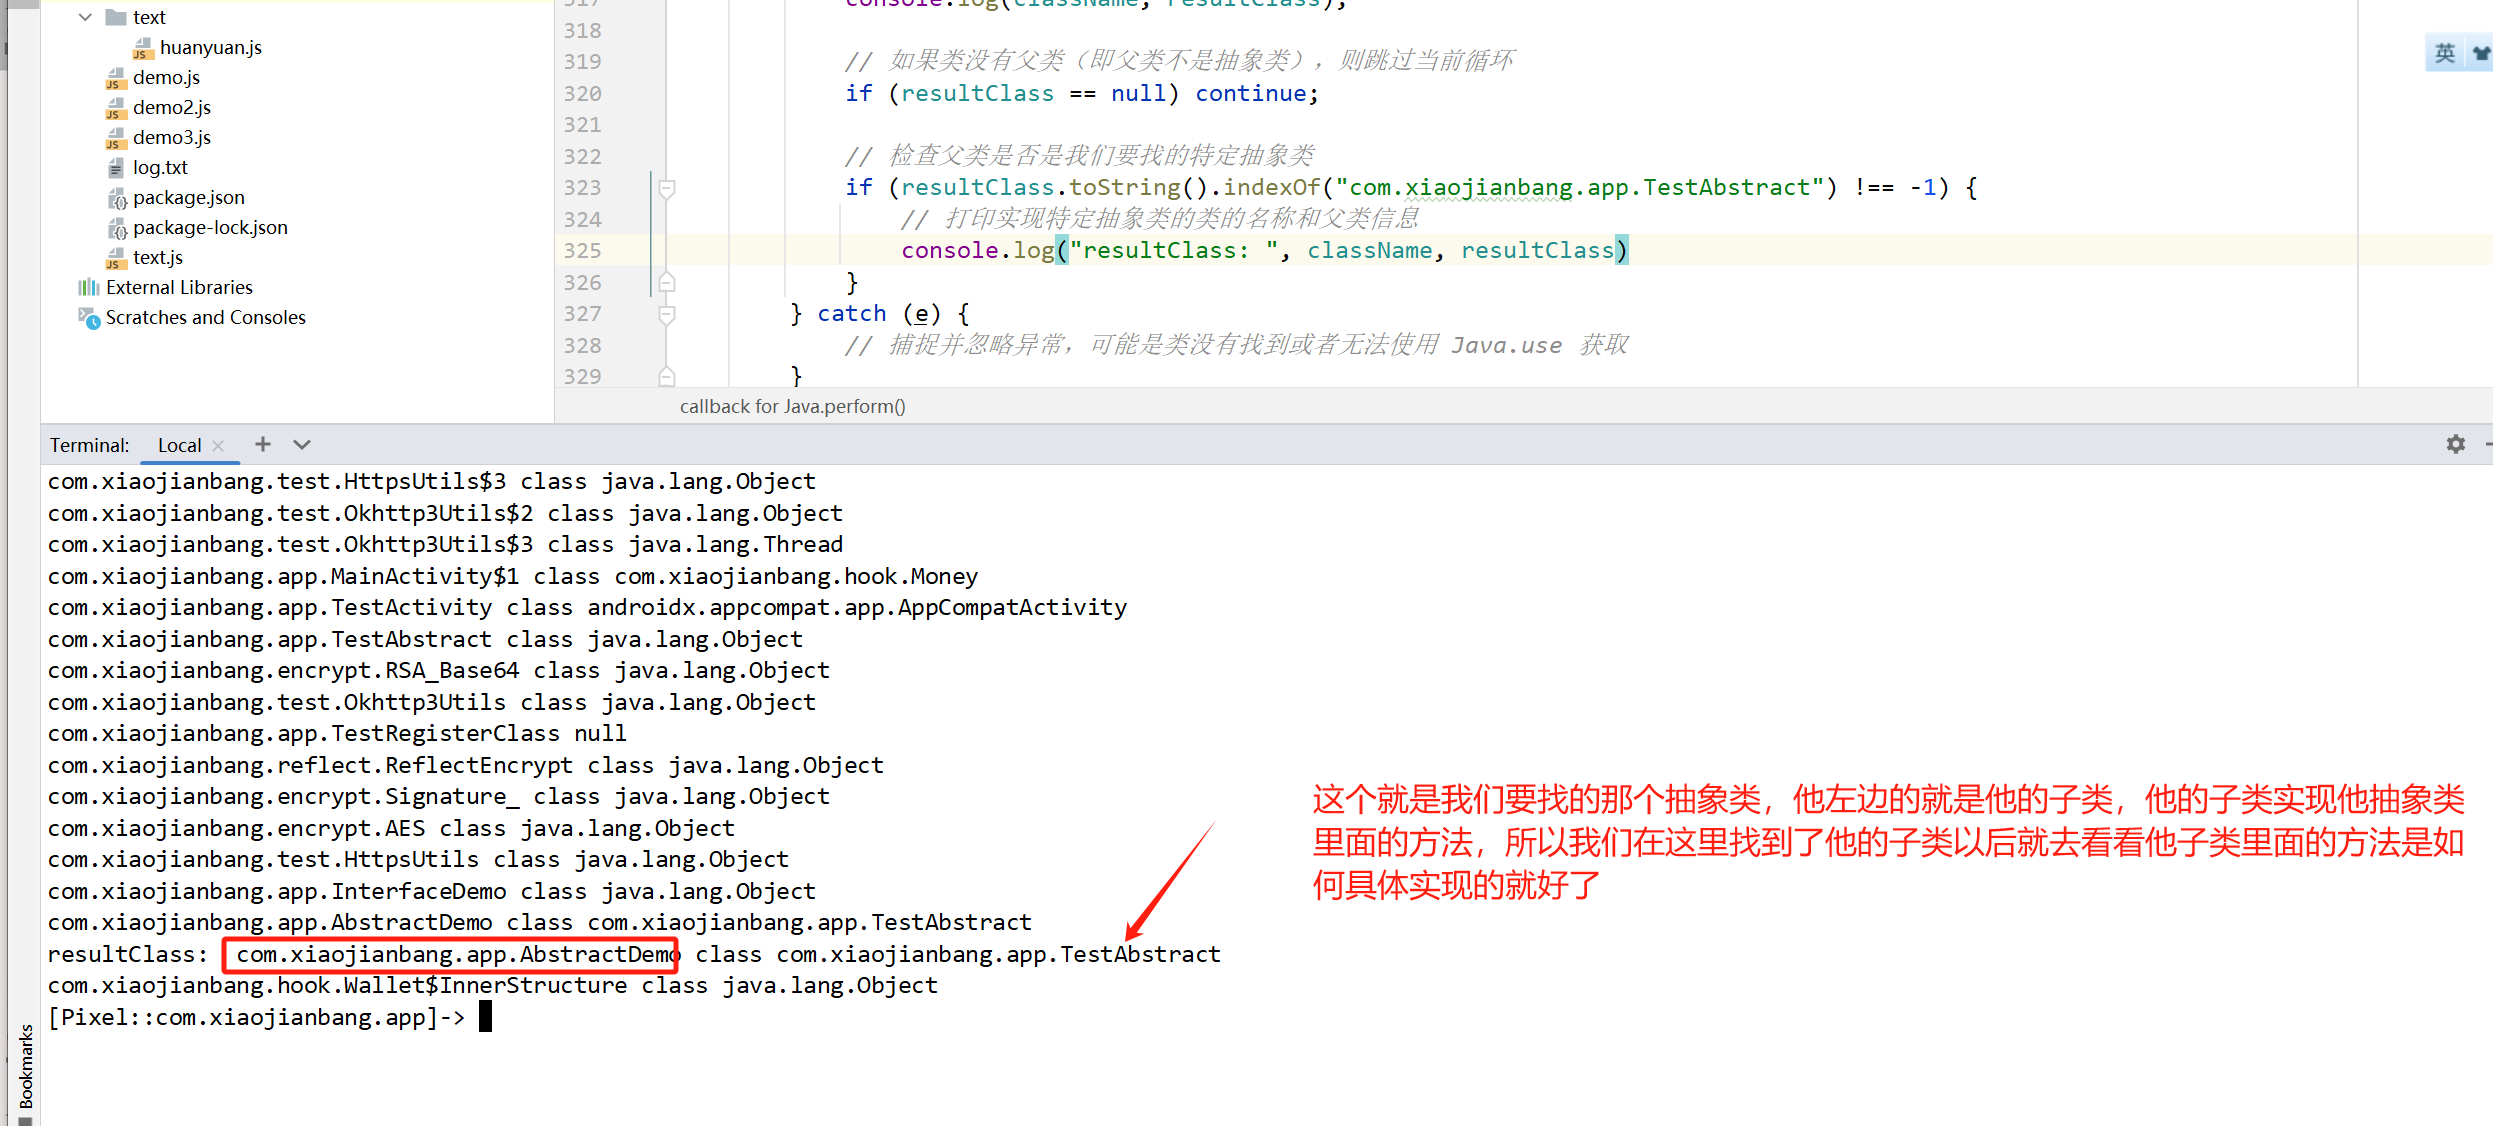 text
huanyuan.js
demo.js
demo2.js
demo3.js
log.txt
package.json
package-lock.json
text.js
External Libraries
Scratches and Consoles
317 console.log(className, resultClass);
318
319 // 如果类没有父类（即父类不是抽象类），则跳过当前循环
320 if (resultClass == null) continue;
321
322 // 检查父类是否是我们要找的特定抽象类
323 if (resultClass.toString().indexOf("com.xiaojianbang.app.TestAbstract") !== -1) {
324 // 打印实现特定抽象类的类的名称和父类信息
325 console.log("resultClass: ", className, resultClass)
326 }
327 } catch (e) {
328 // 捕捉并忽略异常，可能是类没有找到或者无法使用 Java.use 获取
329 }
callback for Java.perform()
英
Terminal: Local
com.xiaojianbang.test.HttpsUtils$3 class java.lang.Object
com.xiaojianbang.test.Okhttp3Utils$2 class java.lang.Object
com.xiaojianbang.test.Okhttp3Utils$3 class java.lang.Thread
com.xiaojianbang.app.MainActivity$1 class com.xiaojianbang.hook.Money
com.xiaojianbang.app.TestActivity class androidx.appcompat.app.AppCompatActivity
com.xiaojianbang.app.TestAbstract class java.lang.Object
com.xiaojianbang.encrypt.RSA_Base64 class java.lang.Object
com.xiaojianbang.test.Okhttp3Utils class java.lang.Object
com.xiaojianbang.app.TestRegisterClass null
com.xiaojianbang.reflect.ReflectEncrypt class java.lang.Object
com.xiaojianbang.encrypt.Signature_ class java.lang.Object
com.xiaojianbang.encrypt.AES class java.lang.Object
com.xiaojianbang.test.HttpsUtils class java.lang.Object
com.xiaojianbang.app.InterfaceDemo class java.lang.Object
com.xiaojianbang.app.AbstractDemo class com.xiaojianbang.app.TestAbstract
resultClass:  com.xiaojianbang.app.AbstractDemo class com.xiaojianbang.app.TestAbstract
com.xiaojianbang.hook.Wallet$InnerStructure class java.lang.Object
[Pixel::com.xiaojianbang.app]->
这个就是我们要找的那个抽象类，他左边的就是他的子类，他的子类实现他抽象类
里面的方法，所以我们在这里找到了他的子类以后就去看看他子类里面的方法是如
何具体实现的就好了
Bookmarks